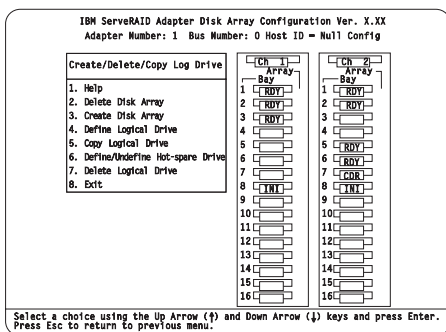 IBM ServeRAID Adapter Disk Array Configuration Ver. X.XX
Adapter Number: 1 Bus Number: 0 Host ID = Null Config
Create/Delete/Copy Log Drive
1. Help
2. Delete Disk Array
3. Create Disk Array
4. Define Logical Drive
5. Copy Logical Drive
6. Define/Undefine Hot-spare Drive
7. Delete Logical Drive
8. Exit
Ch 1
Array
Bay
1 RDY
2 RDY
3 RDY
4
5
6
7
8 INI
9
10
11
12
13
14
15
16
Ch 2
Array
Bay
1 RDY
2 RDY
3
4
5 RDY
6 RDY
7 CDR
8 INI
9
10
11
12
13
14
15
16
Select a choice using the Up Arrow (↑) and Down Arrow (↓) keys and press Enter.
Press Esc to return to previous menu.